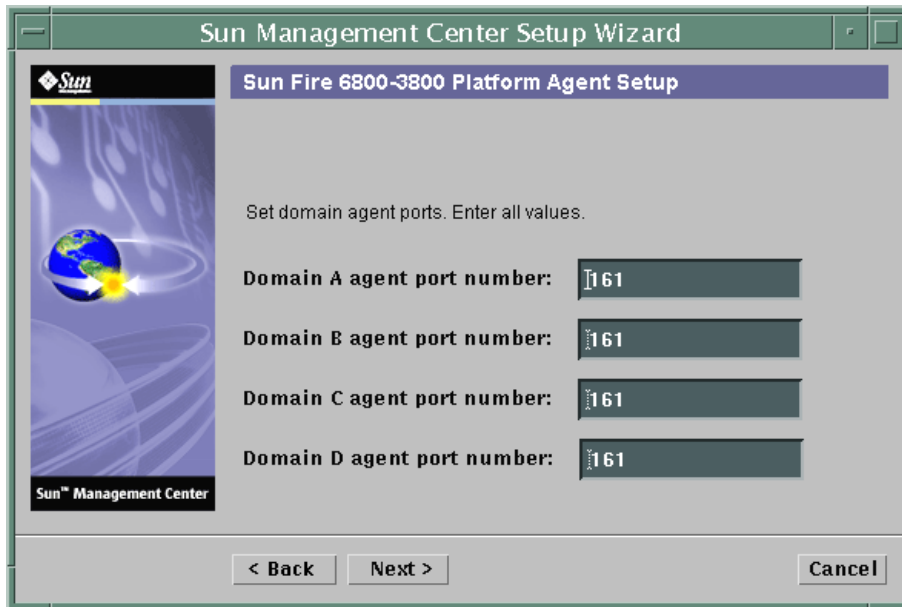 Sun Management Center Setup Wizard
Sun
Sun Fire 6800-3800 Platform Agent Setup
Set domain agent ports. Enter all values.
Domain A agent port number: 161
Domain B agent port number: 161
Domain C agent port number: 161
Domain D agent port number: 161
Sun™ Management Center
< Back Next > Cancel